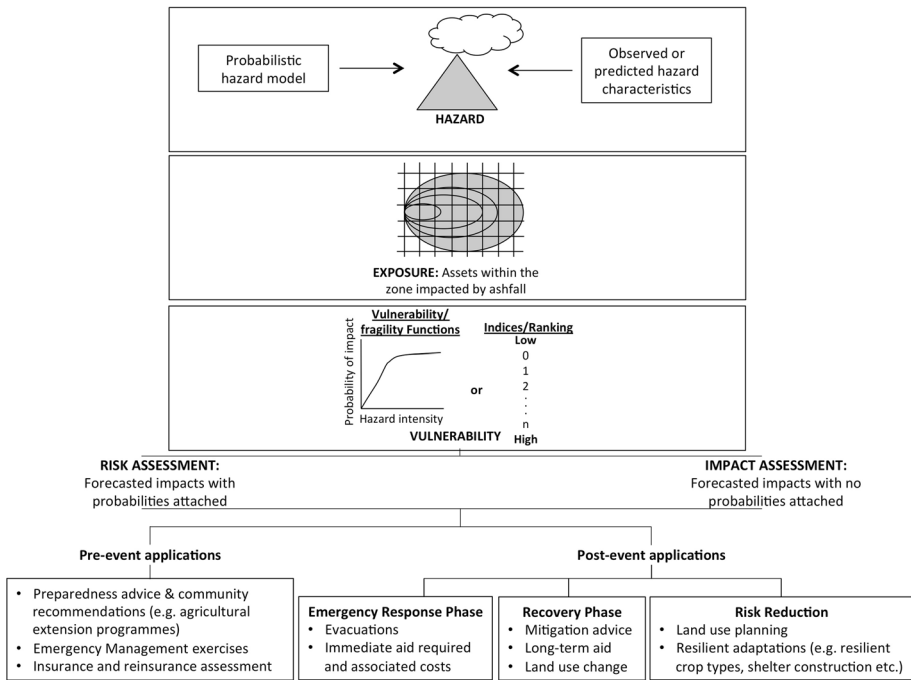 Probabilistic
hazard model
Observed or
predicted hazard
characteristics
HAZARD
EXPOSURE: Assets within the
zone impacted by ashfall
Vulnerability/
fragility Functions
Probability of impact
Hazard intensity
or
Indices/Ranking
Low
0
1
2
.
.
.
n
High
VULNERABILITY
RISK ASSESSMENT:
Forecasted impacts with
probabilities attached
IMPACT ASSESSMENT:
Forecasted impacts with no
probabilities attached
Pre-event applications
• Preparedness advice & community
recommendations (e.g. agricultural
extension programmes)
• Emergency Management exercises
• Insurance and reinsurance assessment
Post-event applications
Emergency Response Phase
• Evacuations
• Immediate aid required
and associated costs
Recovery Phase
• Mitigation advice
• Long-term aid
• Land use change
Risk Reduction
• Land use planning
• Resilient adaptations (e.g. resilient
crop types, shelter construction etc.)